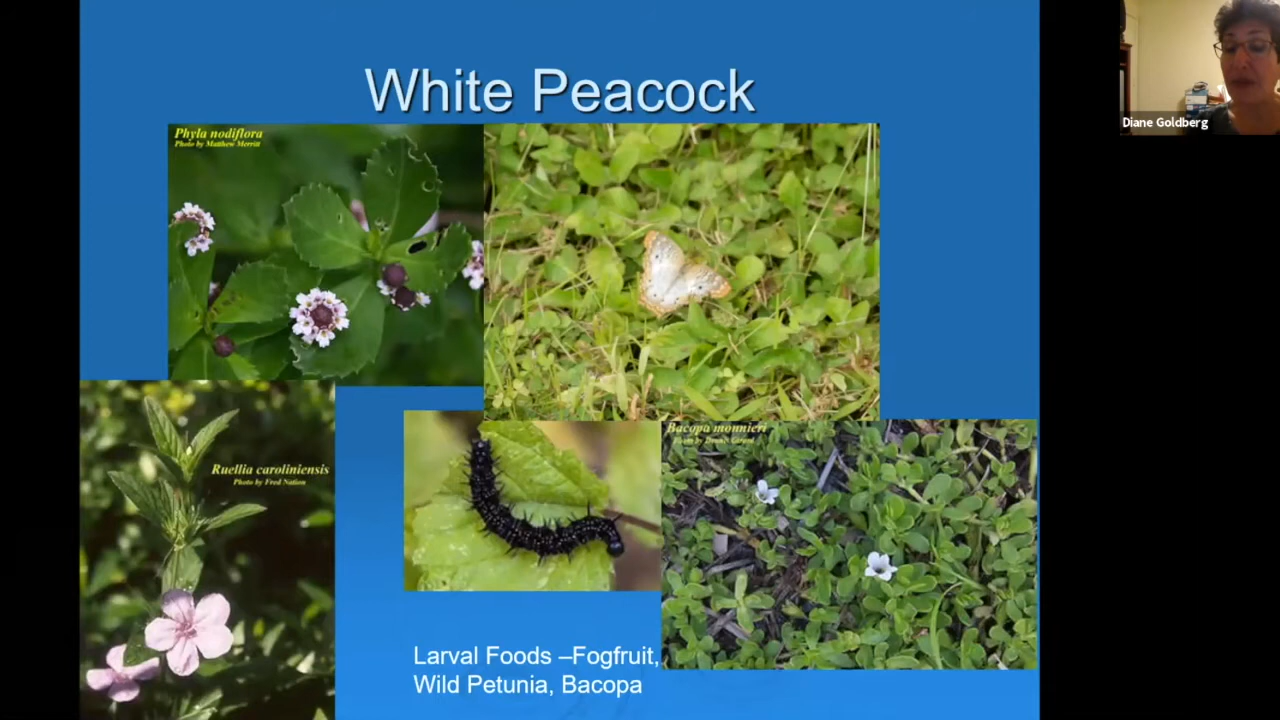 White Peacock
Phyla nodiflora
Photo by Matthew Merritt
Ruellia caroliniensis
Photo by Fred Nation
Bacopa monnieri
Larval Foods –Fogfruit,
Wild Petunia, Bacopa
Diane Goldberg